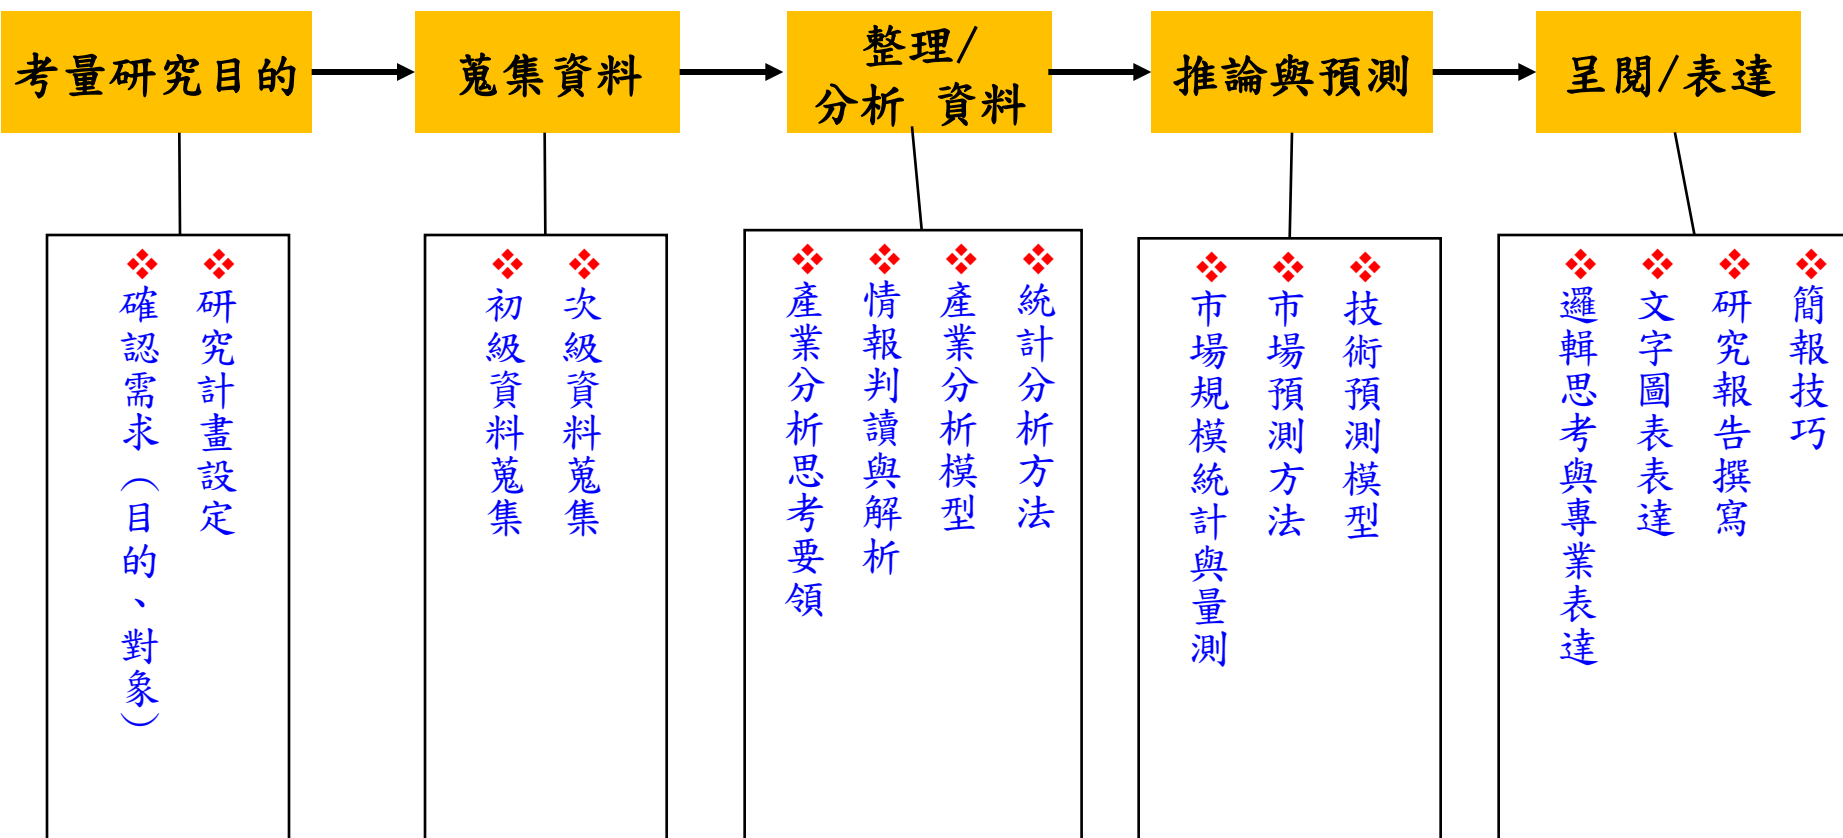 考量研究目的
蒐集資料
整理/
分析 資料
推論與預測
呈閱/表達
確認需求（目的、對象）
研究計畫設定
初級資料蒐集
次級資料蒐集
產業分析思考要領
情報判讀與解析
產業分析模型
統計分析方法
市場規模統計與量測
市場預測方法
技術預測模型
邏輯思考與專業表達
文字圖表表達
研究報告撰寫
簡報技巧